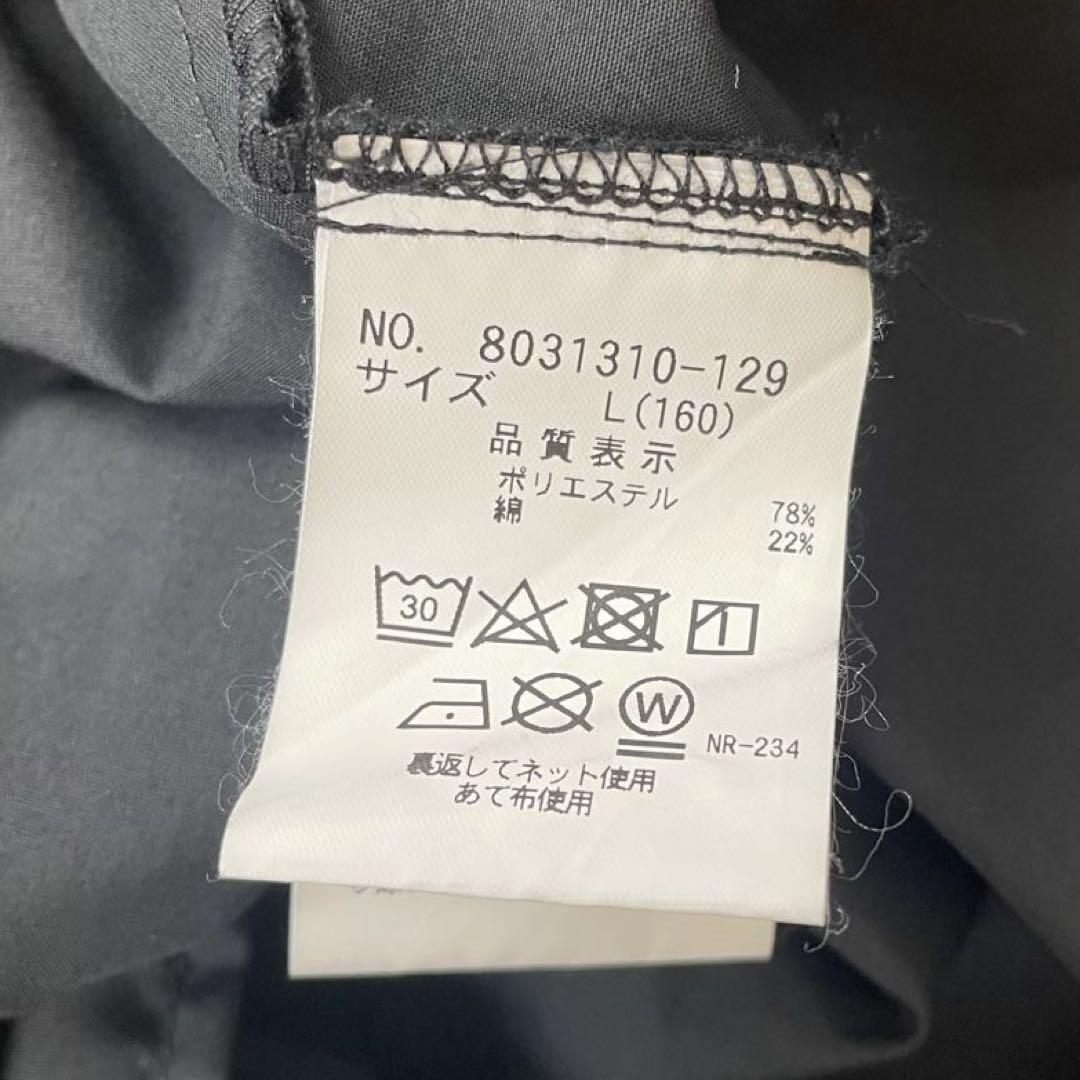 NO. 8031310-129
サイズ L(160)
品質表示
ポリエステル 78%
綿 22%
30
W NR-234
裏返してネット使用
あて布使用